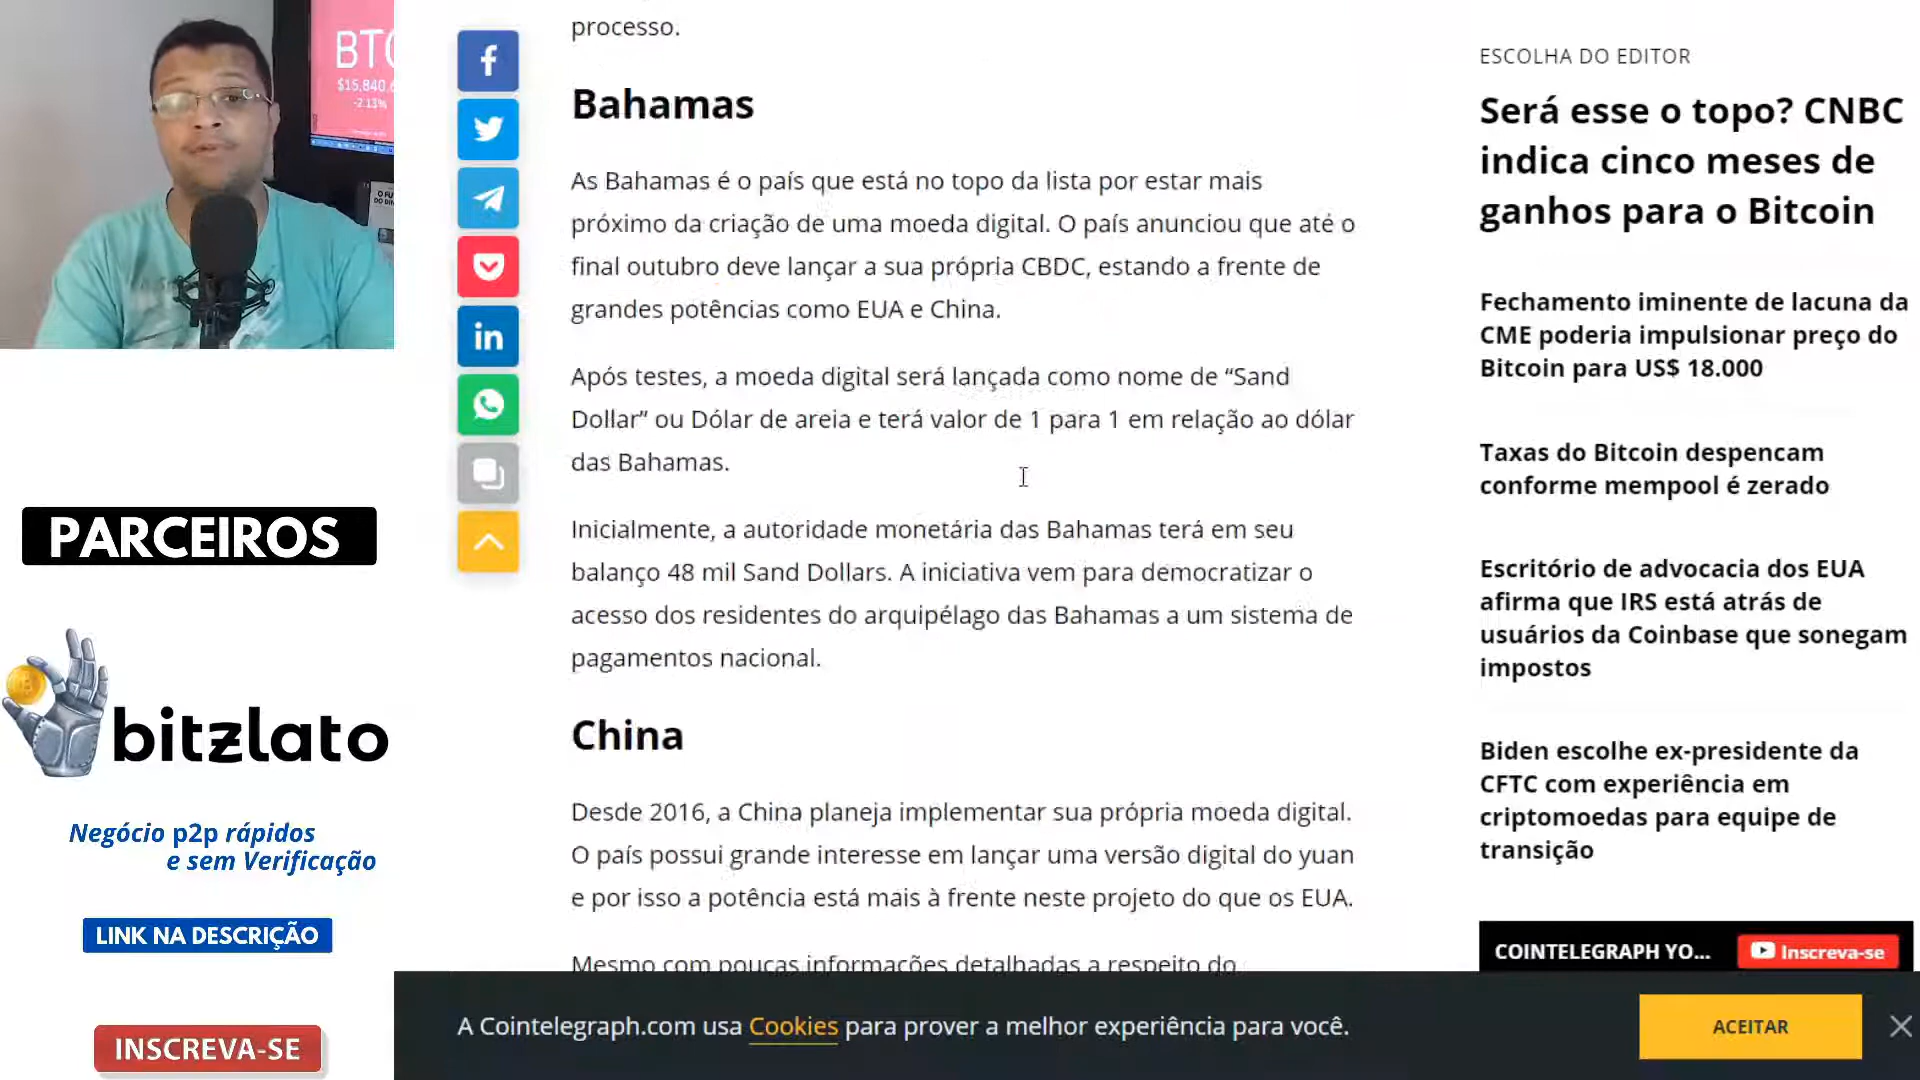 BTC
$15,840.
-2.13%
PARCEIROS
bitzlato
Negócio p2p rápidos
e sem Verificação
LINK NA DESCRIÇÃO
INSCREVA-SE
processo.
Bahamas
As Bahamas é o país que está no topo da lista por estar mais
próximo da criação de uma moeda digital. O país anunciou que até o
final outubro deve lançar a sua própria CBDC, estando a frente de
grandes potências como EUA e China.
Após testes, a moeda digital será lançada como nome de “Sand
Dollar” ou Dólar de areia e terá valor de 1 para 1 em relação ao dólar
das Bahamas.
Inicialmente, a autoridade monetária das Bahamas terá em seu
balanço 48 mil Sand Dollars. A iniciativa vem para democratizar o
acesso dos residentes do arquipélago das Bahamas a um sistema de
pagamentos nacional.
China
Desde 2016, a China planeja implementar sua própria moeda digital.
O país possui grande interesse em lançar uma versão digital do yuan
e por isso a potência está mais à frente neste projeto do que os EUA.
Mesmo com poucas informações detalhadas a respeito do
ESCOLHA DO EDITOR
Será esse o topo? CNBC
indica cinco meses de
ganhos para o Bitcoin
Fechamento iminente de lacuna da
CME poderia impulsionar preço do
Bitcoin para US$ 18.000
Taxas do Bitcoin despencam
conforme mempool é zerado
Escritório de advocacia dos EUA
afirma que IRS está atrás de
usuários da Coinbase que sonegam
impostos
Biden escolhe ex-presidente da
CFTC com experiência em
criptomoedas para equipe de
transição
COINTELEGRAPH YO... Inscreva-se
A Cointelegraph.com usa Cookies para prover a melhor experiência para você.
ACEITAR